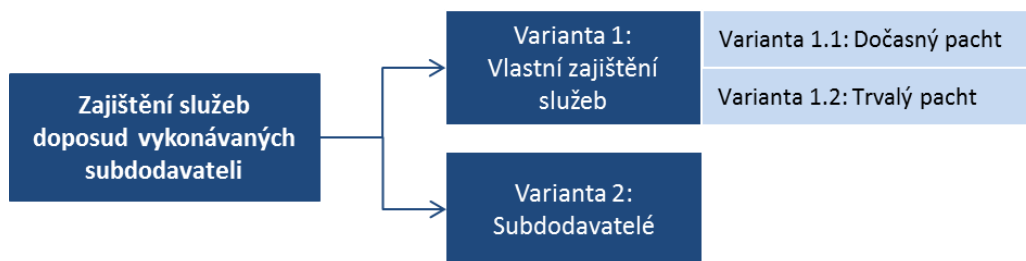 Zajištění služeb
doposud vykonávaných
subdodavateli
Varianta 1:
Vlastní zajištění
služeb
Varianta 1.1: Dočasný pacht
Varianta 1.2: Trvalý pacht
Varianta 2:
Subdodavatelé